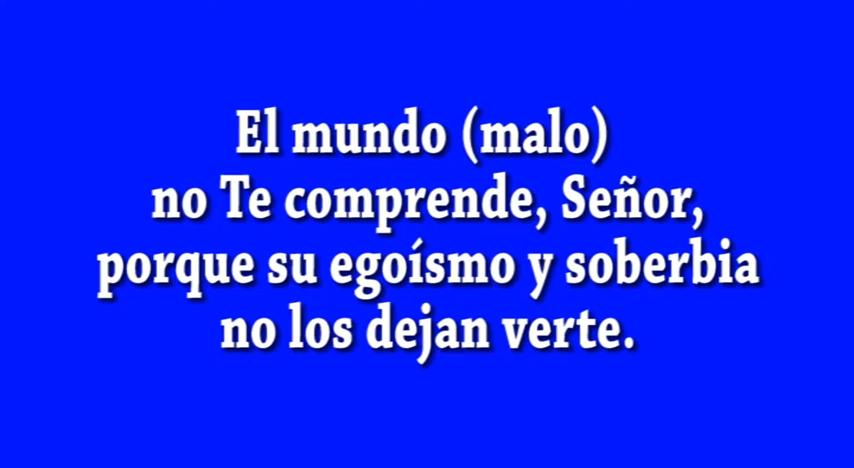 El mundo (malo)
no Te comprende, Señor,
porque su egoísmo y soberbia
no los dejan verte.